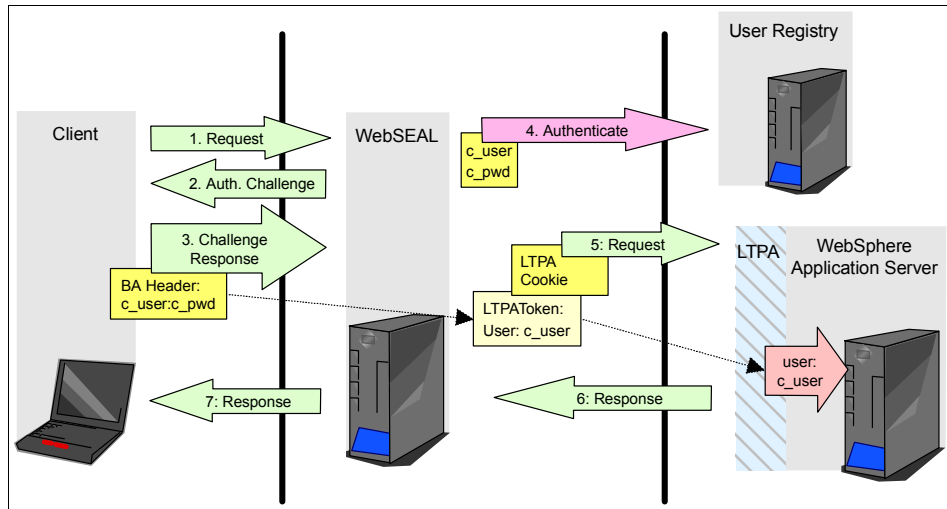 User Registry
Client
WebSEAL
1. Request
4. Authenticate
c_user
c_pwd
2. Auth. Challenge
3. Challenge
Response
5: Request
LTPA
WebSphere
Application Server
LTPA
Cookie
BA Header:
c_user:c_pwd
LTPAToken:
User: c_user
user:
c_user
7: Response
6: Response